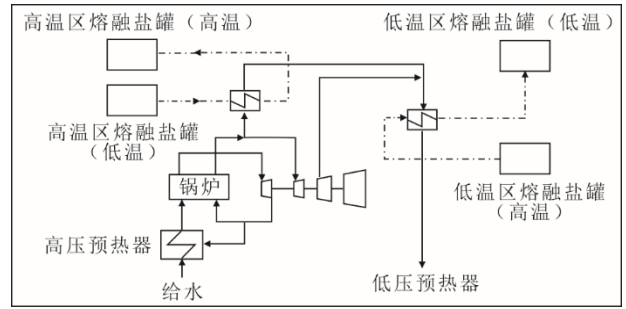 高温区熔融盐罐（高温）
低温区熔融盐罐（低温）
高温区熔融盐罐
（低温）
锅炉
低温区熔融盐罐
（高温）
高压预热器
低压预热器
给水